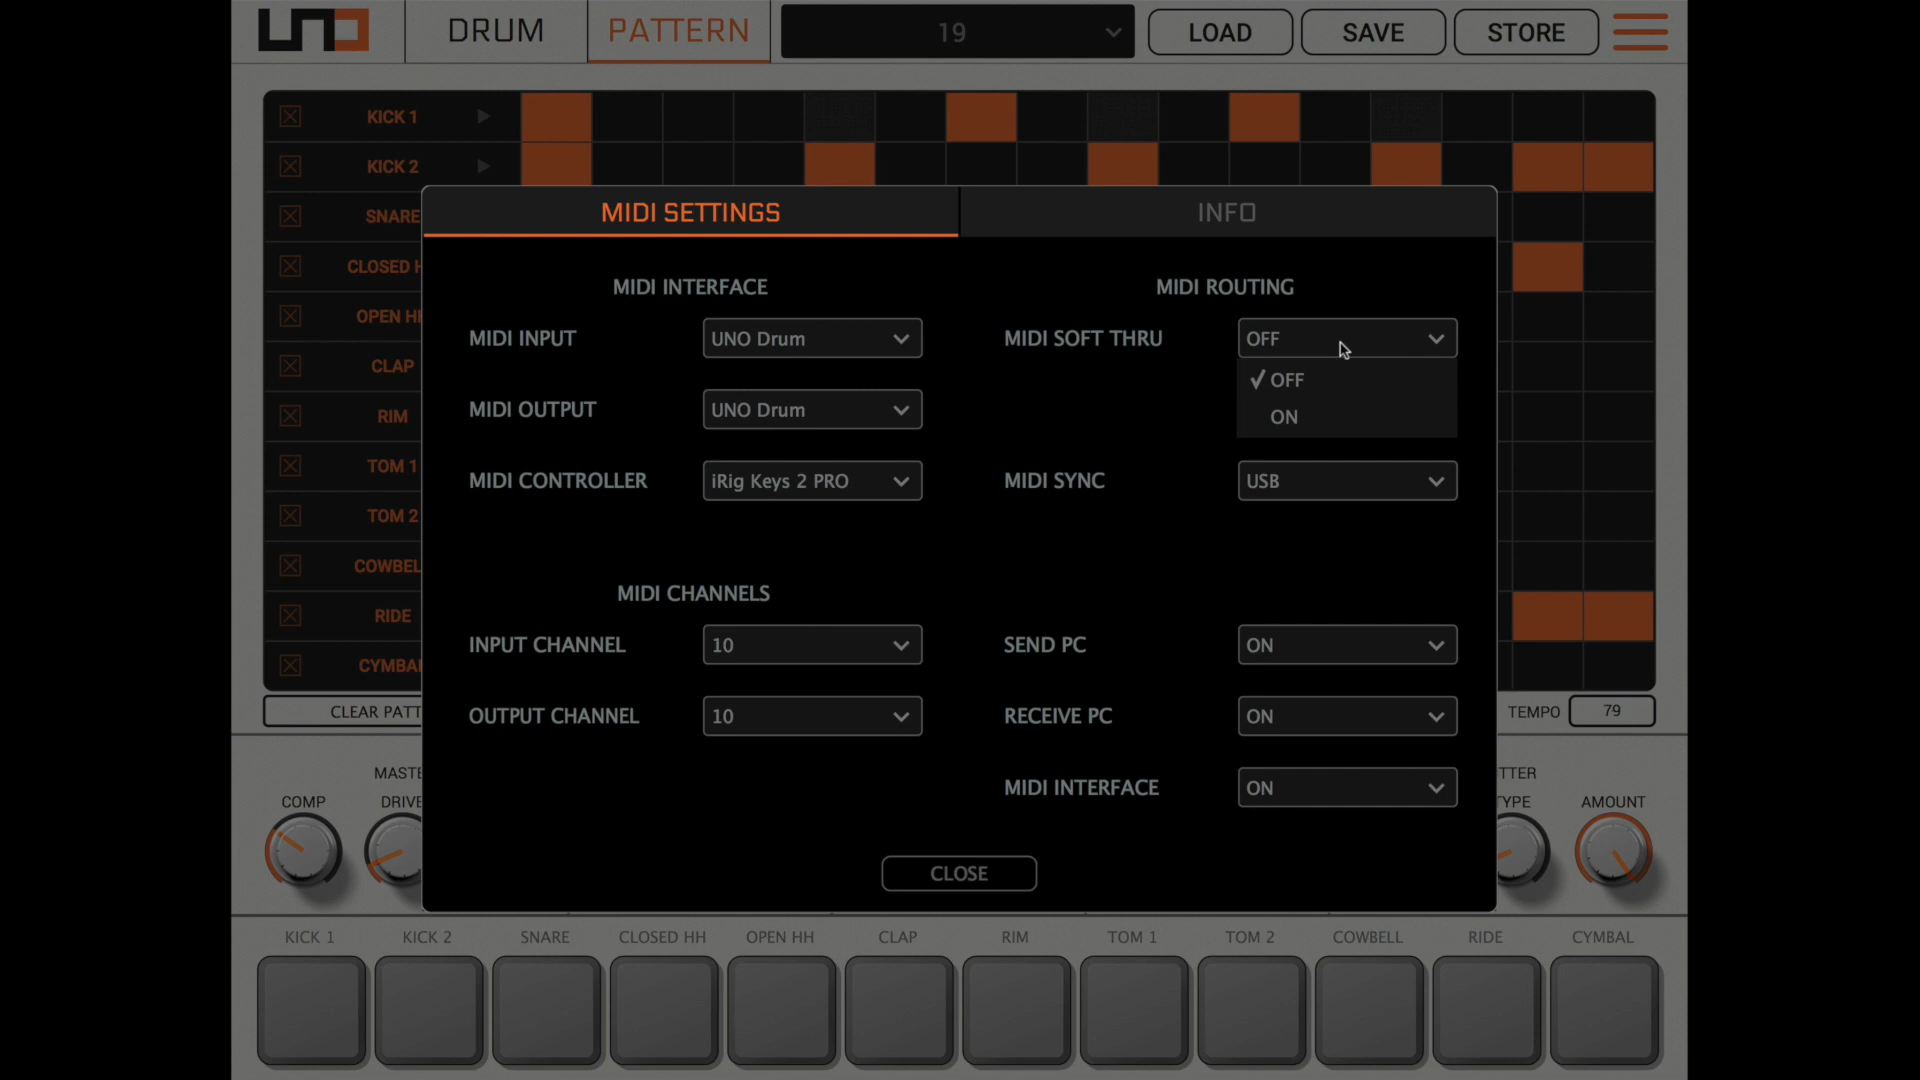 UNO DRUM PATTERN 19 LOAD SAVE STORE
KICK 1
KICK 2
SNARE
CLOSED H
OPEN H
CLAP
RIM
TOM 1
TOM 2
COWBEL
RIDE
CYMBA
MIDI SETTINGS INFO
MIDI INTERFACE
MIDI INPUT UNO Drum
MIDI OUTPUT UNO Drum
MIDI CONTROLLER iRig Keys 2 PRO
MIDI ROUTING
MIDI SOFT THRU OFF
OFF
ON
MIDI SYNC USB
MIDI CHANNELS
INPUT CHANNEL 10
OUTPUT CHANNEL 10
SEND PC ON
RECEIVE PC ON
MIDI INTERFACE ON
CLOSE
CLEAR PATT
TEMPO 79
MASTE
COMP DRIVE
TTER
TYPE AMOUNT
KICK 1 KICK 2 SNARE CLOSED HH OPEN HH CLAP RIM TOM 1 TOM 2 COWBELL RIDE CYMBAL